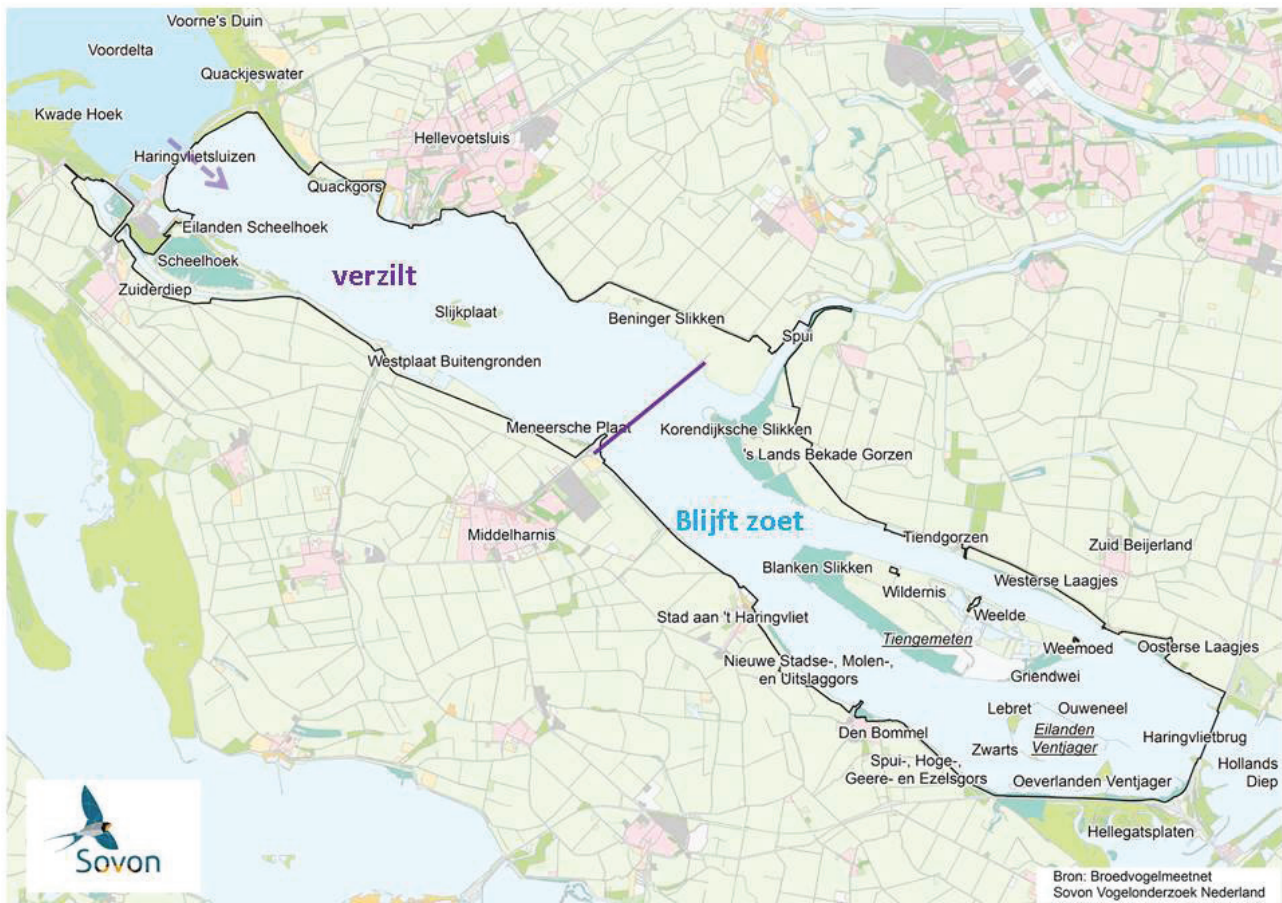 Voorne's Duin
Voordelta
Quackjeswater
Kwade Hoek
Hellevoetsluis
Haringvlietsluizen
Quackgors
Eilanden Scheelhoek
Scheelhoek
verzilt
Zuiderdiep
Slijkplaat
Beninger Slikken
Spui
Westplaat Buitengronden
Meneersche Plaat
Korendijksche Slikken
's Lands Bekade Gorzen
Blijft zoet
Middelharnis
Tiendgorzen
Zuid Beijerland
Blanken Slikken
Westerse Laagjes
Wildernis
Weelde
Stad aan 't Haringvliet
Tiengemeten
Weemoed
Oosterse Laagjes
Nieuwe Stadse-, Molen-,
en Uitslaggors
Griendwei
Lebret
Ouweneel
Den Bommel
Eilanden
Ventjager
Zwarts
Haringvlietbrug
Spui-, Hoge-,
Geere- en Ezelsgors
Hollands
Diep
Oeverlanden Ventjager
Hellegatsplaten
Sovon
Bron: Broedvogelmeetnet
Sovon Vogelonderzoek Nederland